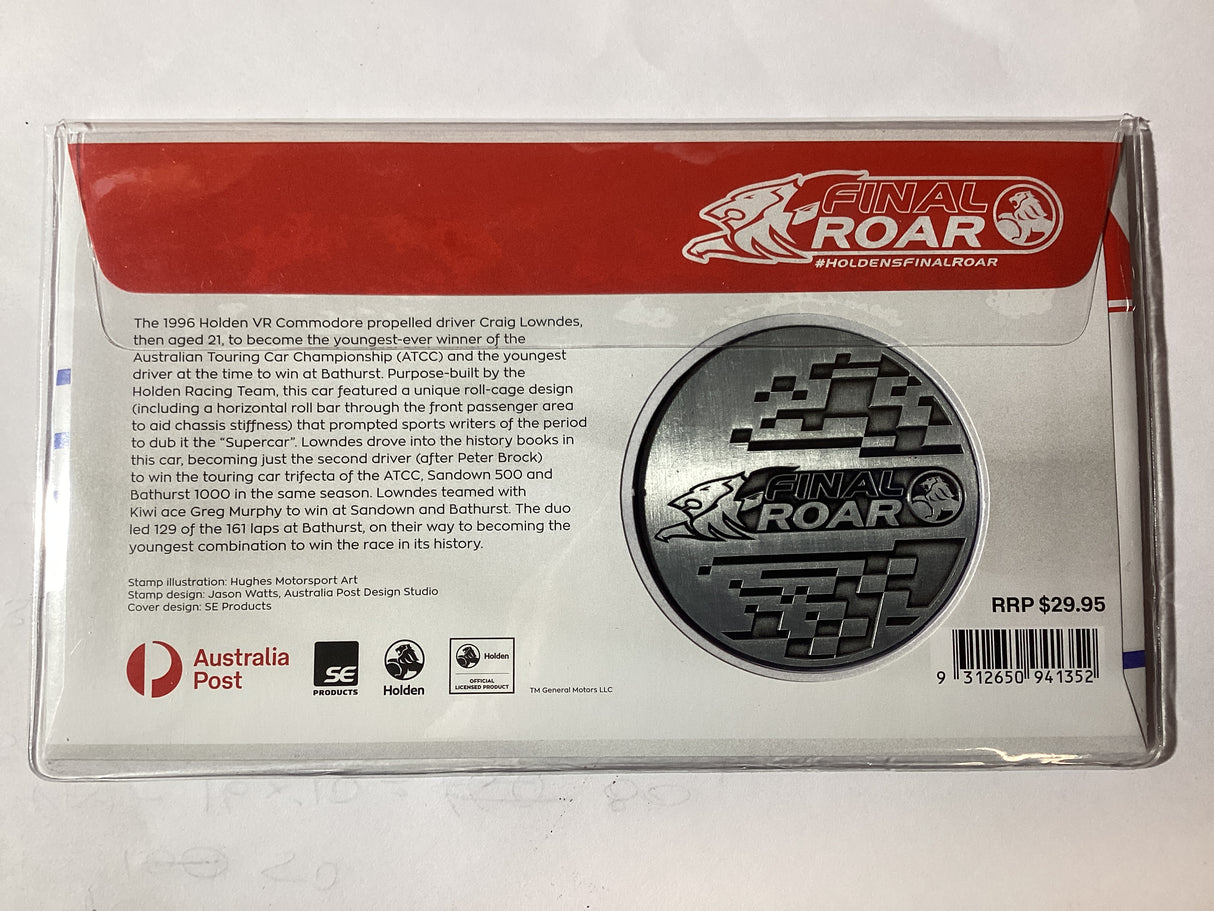 FINAL
ROAR
#HOLDENSFINALROAR
The 1996 Holden VR Commodore propelled driver Craig Lowndes,
then aged 21, to become the youngest-ever winner of the
Australian Touring Car Championship (ATCC) and the youngest
driver at the time to win at Bathurst. Purpose-built by the
Holden Racing Team, this car featured a unique roll-cage design
(including a horizontal roll bar through the front passenger area
to aid chassis stiffness) that prompted sports writers of the period
to dub it the “Supercar”. Lowndes drove into the history books in
this car, becoming just the second driver (after Peter Brock)
to win the touring car trifecta of the ATCC, Sandown 500 and
Bathurst 1000 in the same season. Lowndes teamed with
Kiwi ace Greg Murphy to win at Sandown and Bathurst. The duo
led 129 of the 161 laps at Bathurst, on their way to becoming the
youngest combination to win the race in its history.
Stamp illustration: Hughes Motorsport Art
Stamp design: Jason Watts, Australia Post Design Studio
Cover design: SE Products
FINAL
ROAR
RRP $29.95
9 312650 941352
Australia
Post
SE
PRODUCTS
Holden
Holden
OFFICIAL
LICENSED PRODUCT
TM General Motors LLC